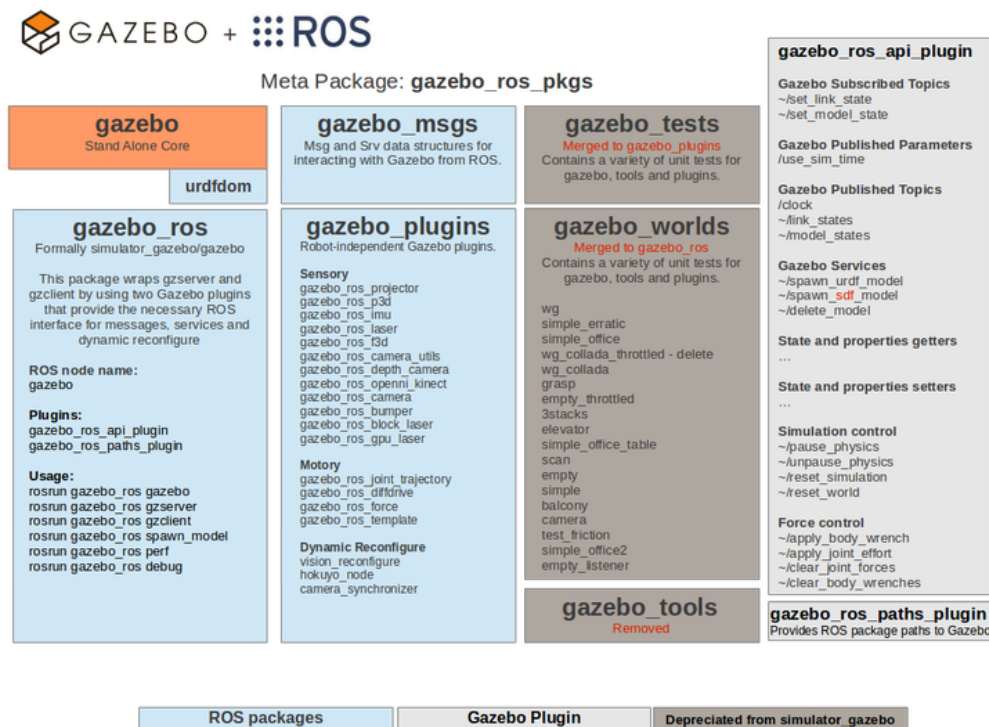 GAZEBO + ROS
Meta Package: gazebo_ros_pkgs
gazebo
Stand Alone Core
urdfdom
gazebo_ros
Formally simulator_gazebo/gazebo
This package wraps gzserver and
gzclient by using two Gazebo plugins
that provide the necessary ROS
interface for messages, services and
dynamic reconfigure
ROS node name:
gazebo
Plugins:
gazebo_ros_api_plugin
gazebo_ros_paths_plugin
Usage:
rosrun gazebo_ros gazebo
rosrun gazebo_ros gzserver
rosrun gazebo_ros gzclient
rosrun gazebo_ros spawn_model
rosrun gazebo_ros perf
rosrun gazebo_ros debug
gazebo_msgs
Msg and Srv data structures for
interacting with Gazebo from ROS.
gazebo_plugins
Robot-independent Gazebo plugins.
Sensory
gazebo_ros_projector
gazebo_ros_p3d
gazebo_ros_imu
gazebo_ros_laser
gazebo_ros_f3d
gazebo_ros_camera_utils
gazebo_ros_depth_camera
gazebo_ros_openni_kinect
gazebo_ros_camera
gazebo_ros_bumper
gazebo_ros_block_laser
gazebo_ros_gpu_laser
Motory
gazebo_ros_joint_trajectory
gazebo_ros_diffdrive
gazebo_ros_force
gazebo_ros_template
Dynamic Reconfigure
vision_reconfigure
hokuyo_node
camera_synchronizer
gazebo_tests
Merged to gazebo_plugins
Contains a variety of unit tests for
gazebo, tools and plugins.
gazebo_worlds
Merged to gazebo_ros
Contains a variety of unit tests for
gazebo, tools and plugins.
wg
simple_erratic
simple_office
wg_collada_throttled - delete
wg_collada
grasp
empty_throttled
3stacks
elevator
simple_office_table
scan
empty
simple
balcony
camera
test_friction
simple_office2
empty_listener
gazebo_tools
Removed
gazebo_ros_api_plugin
Gazebo Subscribed Topics
~/set_link_state
~/set_model_state
Gazebo Published Parameters
/use_sim_time
Gazebo Published Topics
/clock
~/link_states
~/model_states
Gazebo Services
~/spawn_urdf_model
~/spawn_sdf_model
~/delete_model
State and properties getters
...
State and properties setters
...
Simulation control
~/pause_physics
~/unpause_physics
~/reset_simulation
~/reset_world
Force control
~/apply_body_wrench
~/apply_joint_effort
~/clear_joint_forces
~/clear_body_wrenches
gazebo_ros_paths_plugin
Provides ROS package paths to Gazebo
ROS packages
Gazebo Plugin
Depreciated from simulator_gazebo